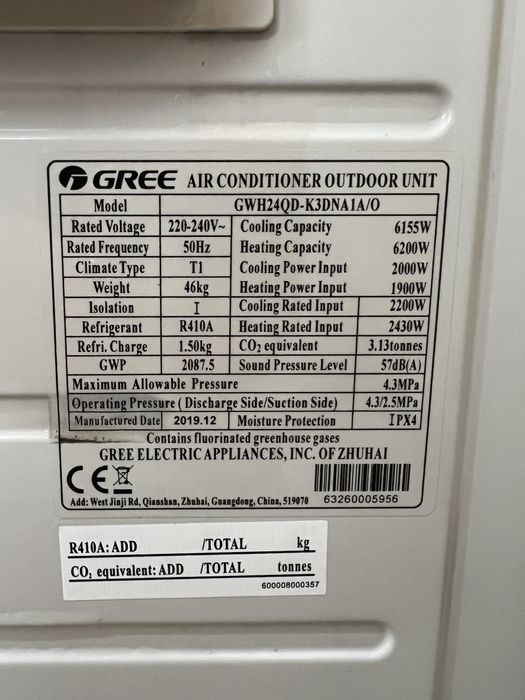 GREE AIR CONDITIONER OUTDOOR UNIT
Model GWH24QD-K3DNA1A/O
Rated Voltage 220-240V~ Cooling Capacity 6155W
Rated Frequency 50Hz Heating Capacity 6200W
Climate Type T1 Cooling Power Input 2000W
Weight 46kg Heating Power Input 1900W
Isolation I Cooling Rated Input 2200W
Refrigerant R410A Heating Rated Input 2430W
Refri. Charge 1.50kg CO₂ equivalent 3.13tonnes
GWP 2087.5 Sound Pressure Level 57dB(A)
Maximum Allowable Pressure 4.3MPa
Operating Pressure (Discharge Side/Suction Side) 4.3/2.5MPa
Manufactured Date 2019.12 Moisture Protection IPX4
Contains fluorinated greenhouse gases
GREE ELECTRIC APPLIANCES, INC. OF ZHUHAI
CE
Add: West Jinji Rd, Qianshan, Zhuhai, Guangdong, China, 519070 63260005956
R410A: ADD /TOTAL kg
CO₂ equivalent: ADD /TOTAL tonnes
600008000357